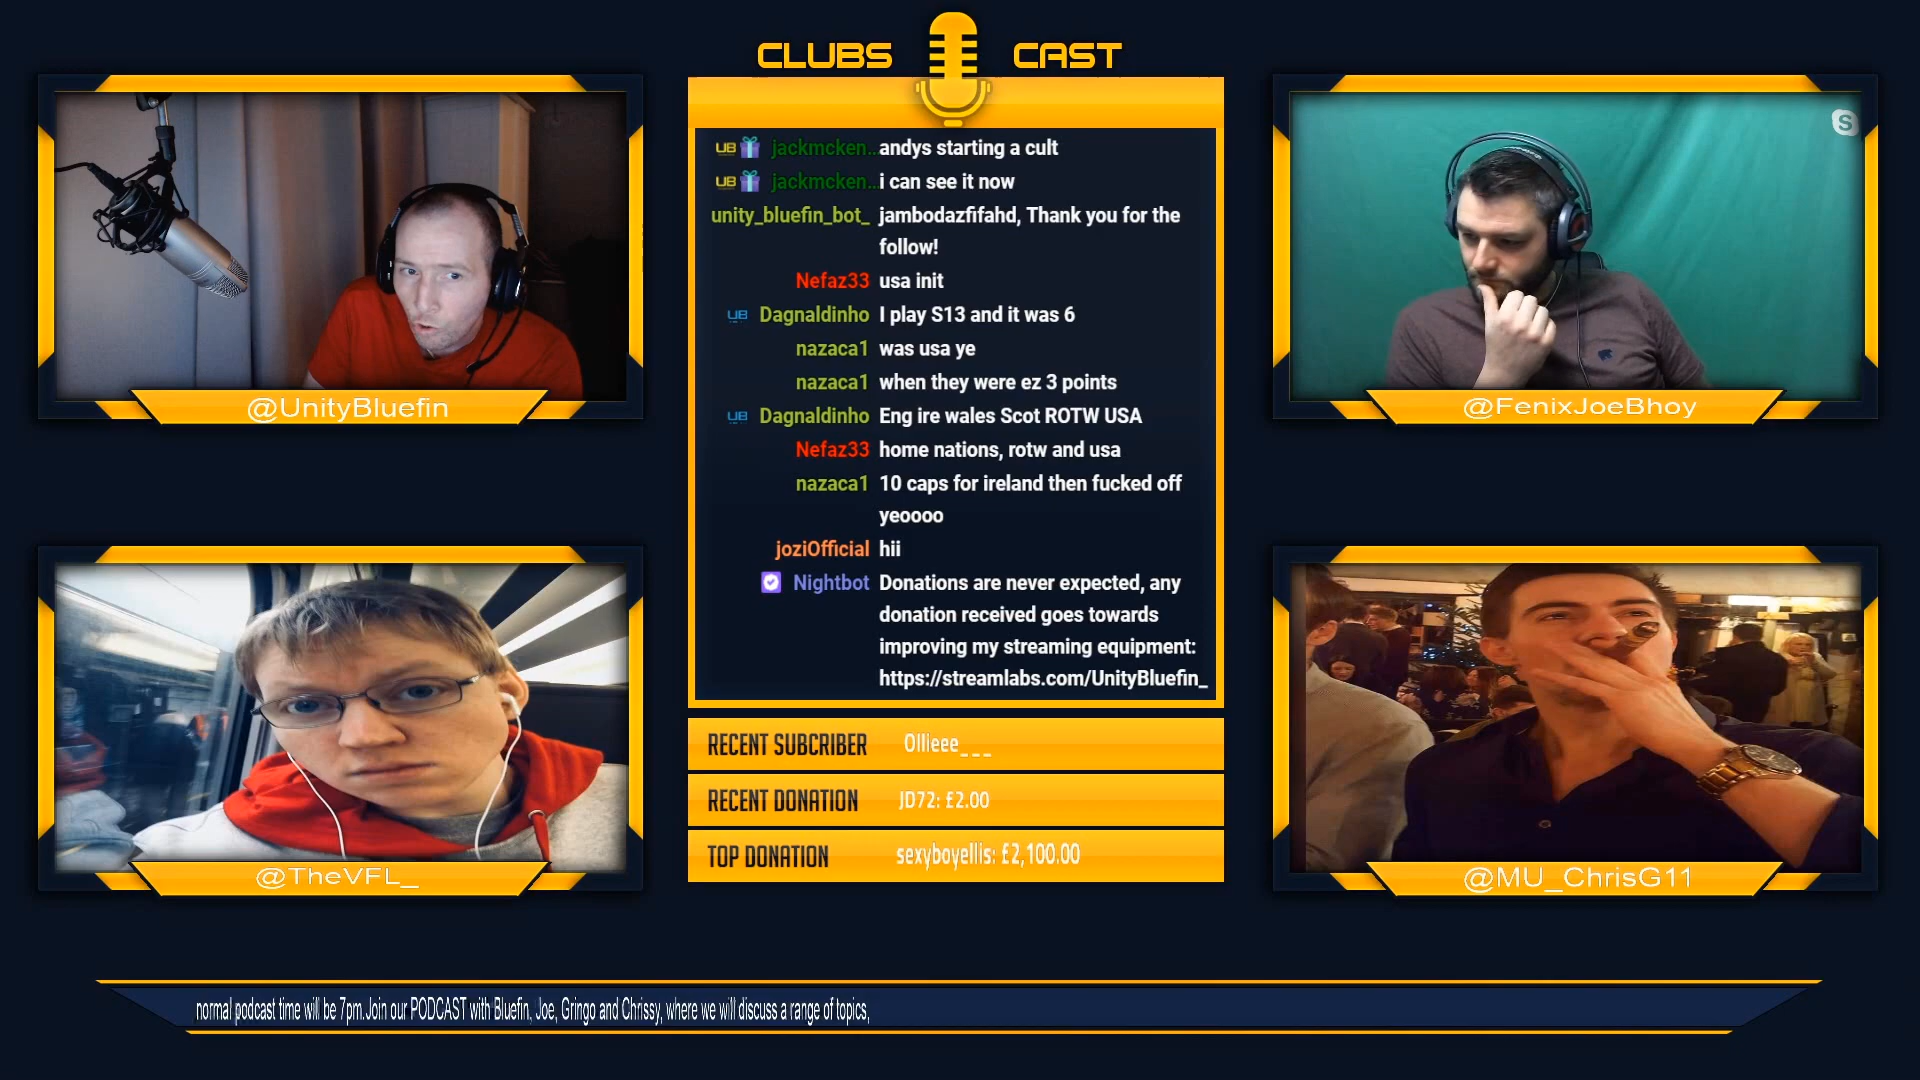 CLUBS CAST
UB jackmcken... andys starting a cult
UB jackmcken... i can see it now
unity_bluefin_bot_ jambodazfifahd, Thank you for the
follow!
Nefaz33 usa init
UB Dagnaldinho I play S13 and it was 6
nazaca1 was usa ye
nazaca1 when they were ez 3 points
UB Dagnaldinho Eng ire wales Scot ROTW USA
Nefaz33 home nations, rotw and usa
nazaca1 10 caps for ireland then fucked off
yeoooo
joziOfficial hii
Nightbot Donations are never expected, any
donation received goes towards
improving my streaming equipment:
https://streamlabs.com/UnityBluefin_
@UnityBluefin
S
@FenixJoeBhoy
@TheVFL_
@MU_ChrisG11
RECENT SUBCRIBER Ollieee___
RECENT DONATION JD72: £2.00
TOP DONATION sexyboyellis: £2,100.00
normal podcast time will be 7pm.Join our PODCAST with Bluefin, Joe, Gringo and Chrissy, where we will discuss a range of topics,